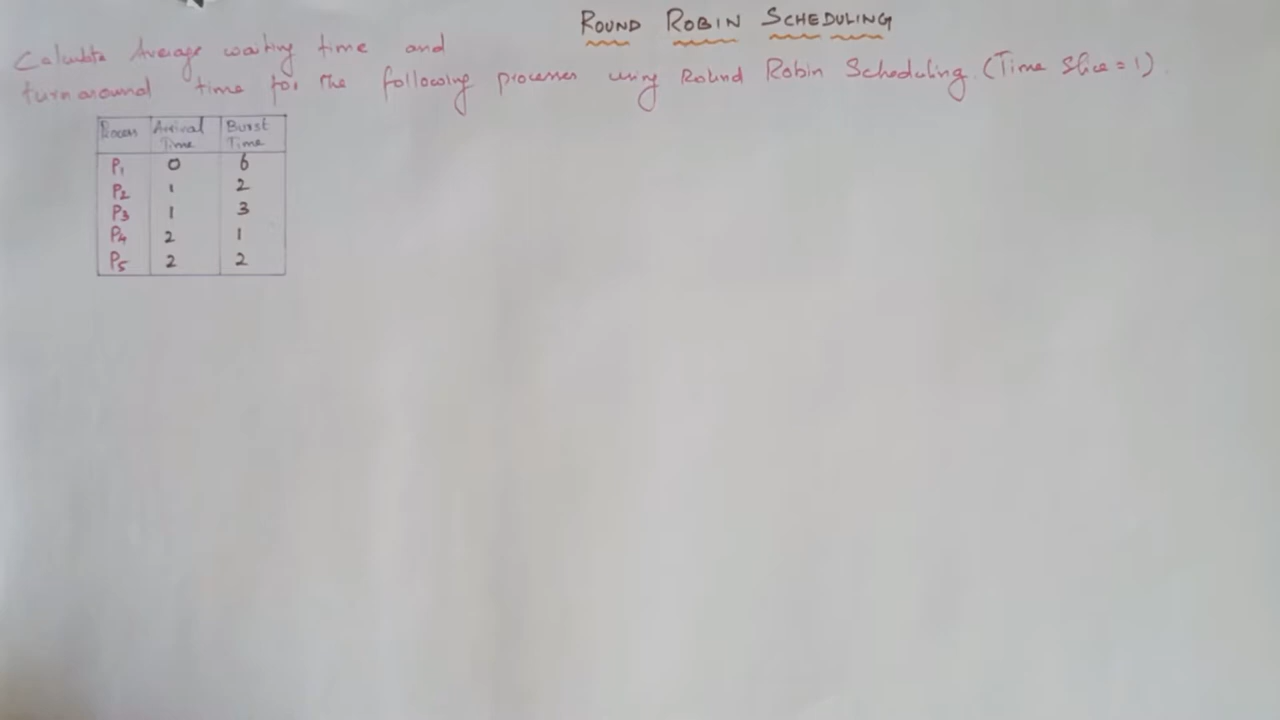 ROUND ROBIN SCHEDULING
Calculate Average waiting time and
turnaround time for the following processes using Round Robin Scheduling. (Time Slice = 1).
Process Arrival Time Burst Time
P1 0 6
P2 1 2
P3 1 3
P4 2 1
P5 2 2